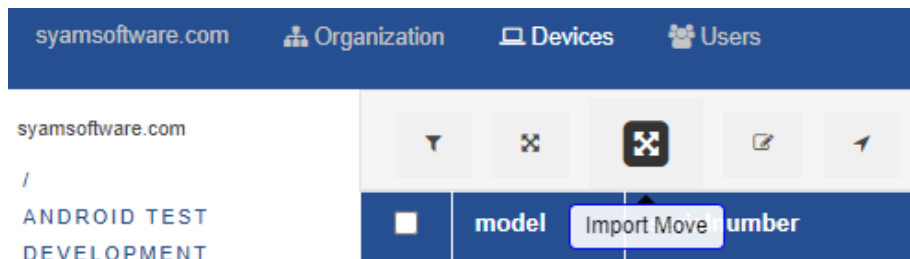 syamsoftware.com Organization Devices Users
syamsoftware.com
/
ANDROID TEST
DEVELOPMENT
model umber
Import Move